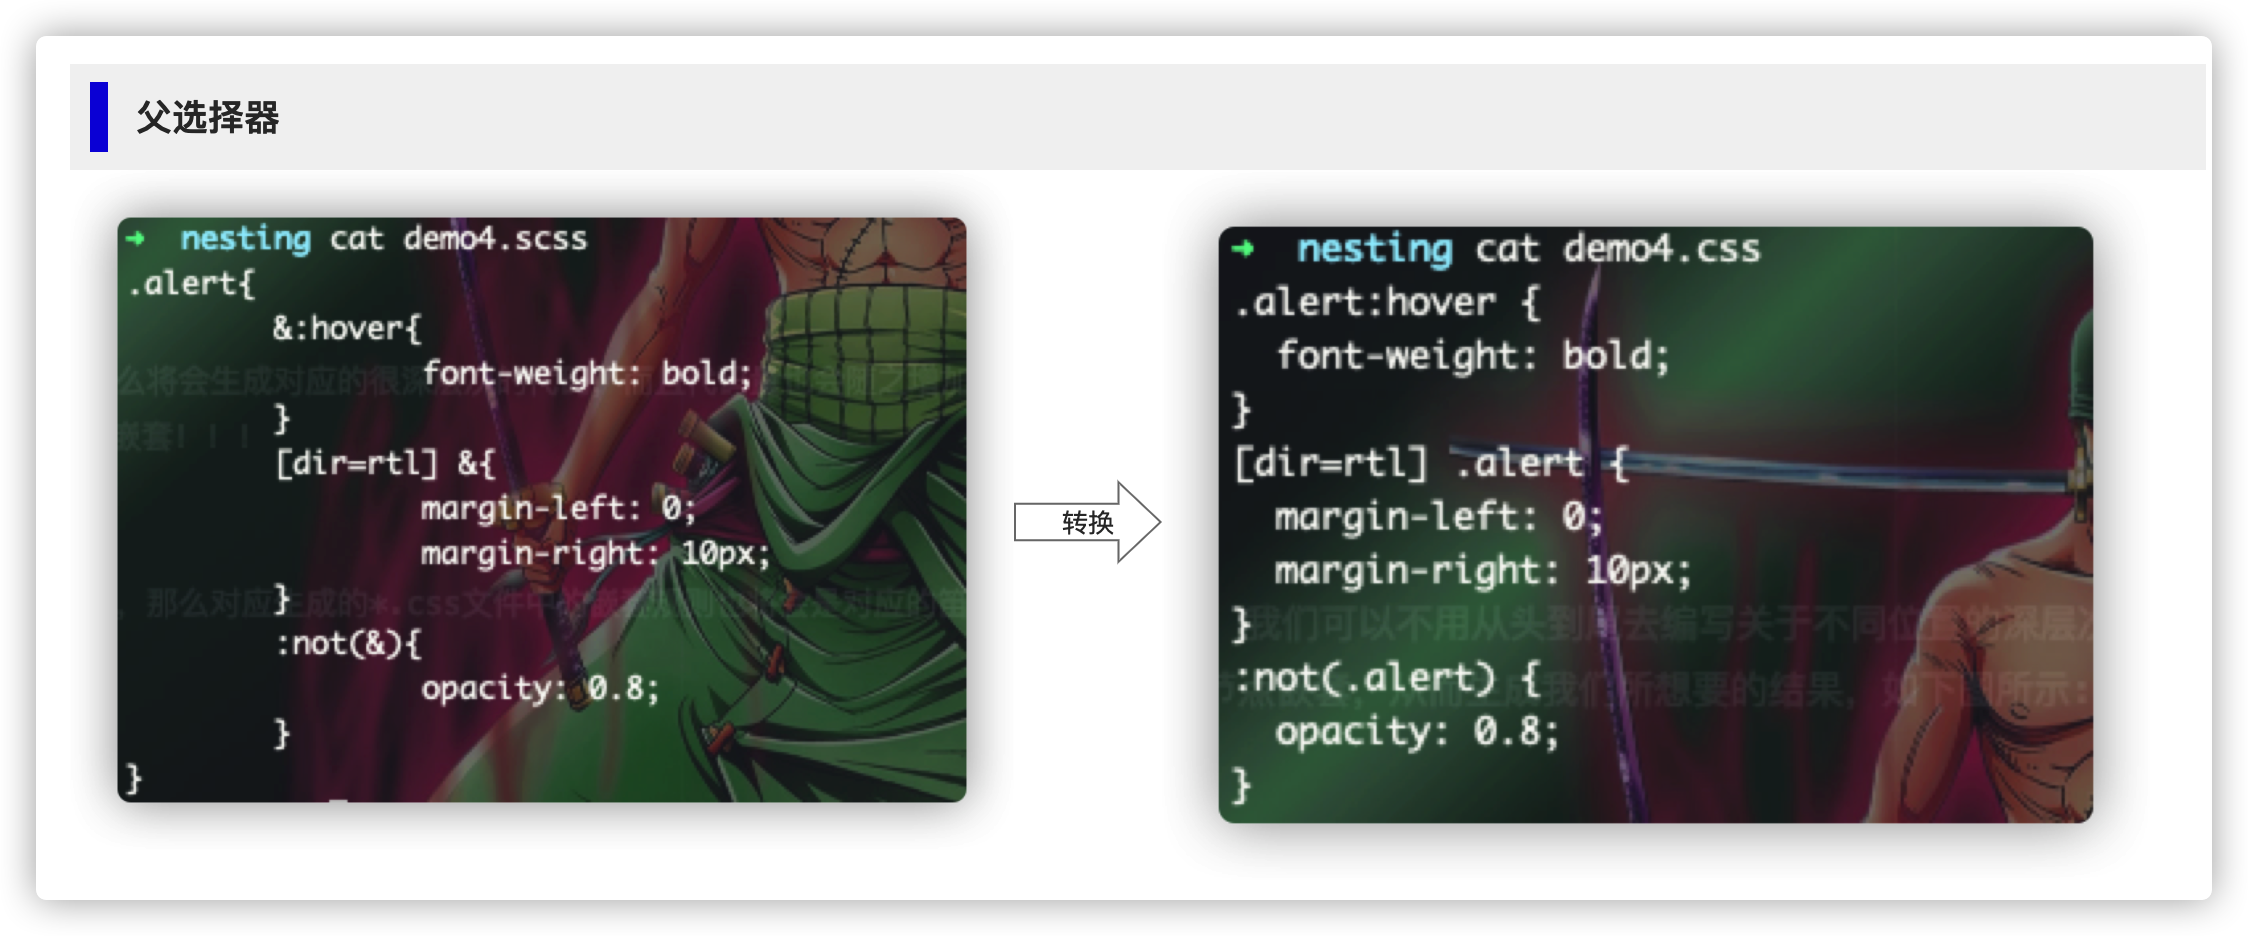 父选择器
➜  nesting cat demo4.scss
.alert{
        &:hover{
                font-weight: bold;
        }
        [dir=rtl] &{
                margin-left: 0;
                margin-right: 10px;
        }
        :not(&){
                opacity: 0.8;
        }
}
转换
➜  nesting cat demo4.css
.alert:hover {
  font-weight: bold;
}
[dir=rtl] .alert {
  margin-left: 0;
  margin-right: 10px;
}
:not(.alert) {
  opacity: 0.8;
}